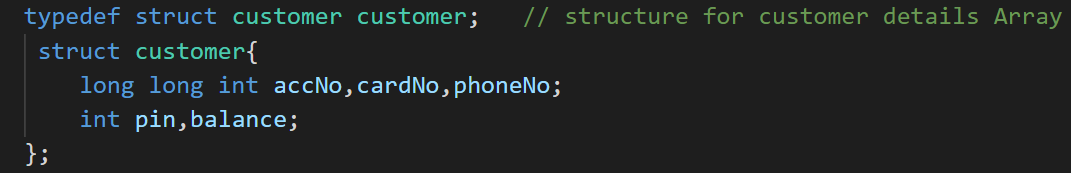 typedef struct customer customer;   // structure for customer details Array
 struct customer{
    long long int accNo,cardNo,phoneNo;
    int pin,balance;
};